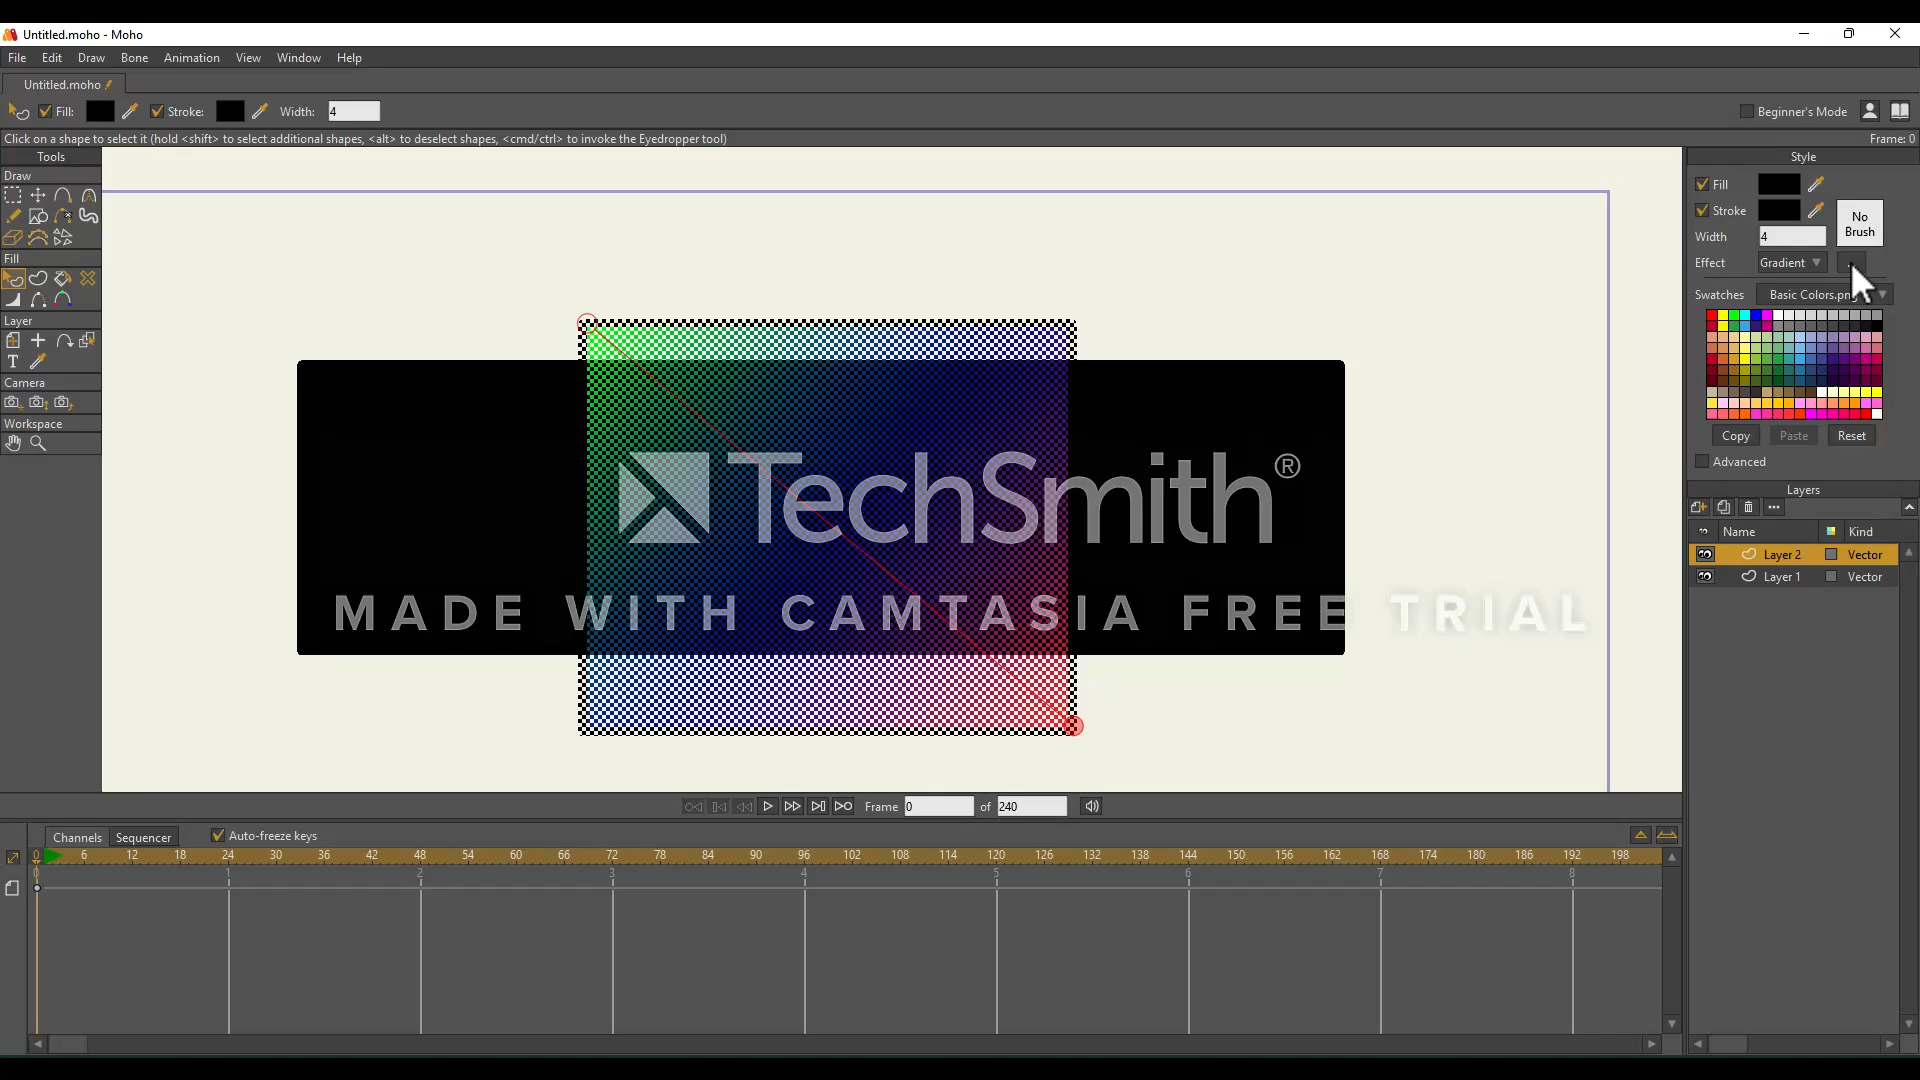 Untitled.moho - Moho
File Edit Draw Bone Animation View Window Help
Untitled.moho
Fill: Stroke: Width: 4 Beginner's Mode
Click on a shape to select it (hold <shift> to select additional shapes, <alt> to deselect shapes, <cmd/ctrl> to invoke the Eyedropper tool) Frame: 0
Tools
Draw
Fill
Layer
T
Camera
Workspace
TechSmith®
MADE WITH CAMTASIA FREE TRIAL
Style
Fill
Stroke
No
Brush
Width 4
Effect Gradient
Swatches Basic Colors.png
Copy Paste Reset
Advanced
Layers
Name Kind
Layer 2 Vector
Layer 1 Vector
Frame 0 of 240
Channels Sequencer Auto-freeze keys
0 6 12 18 24 30 36 42 48 54 60 66 72 78 84 90 96 102 108 114 120 126 132 138 144 150 156 162 168 174 180 186 192 198
0 1 2 3 4 5 6 7 8